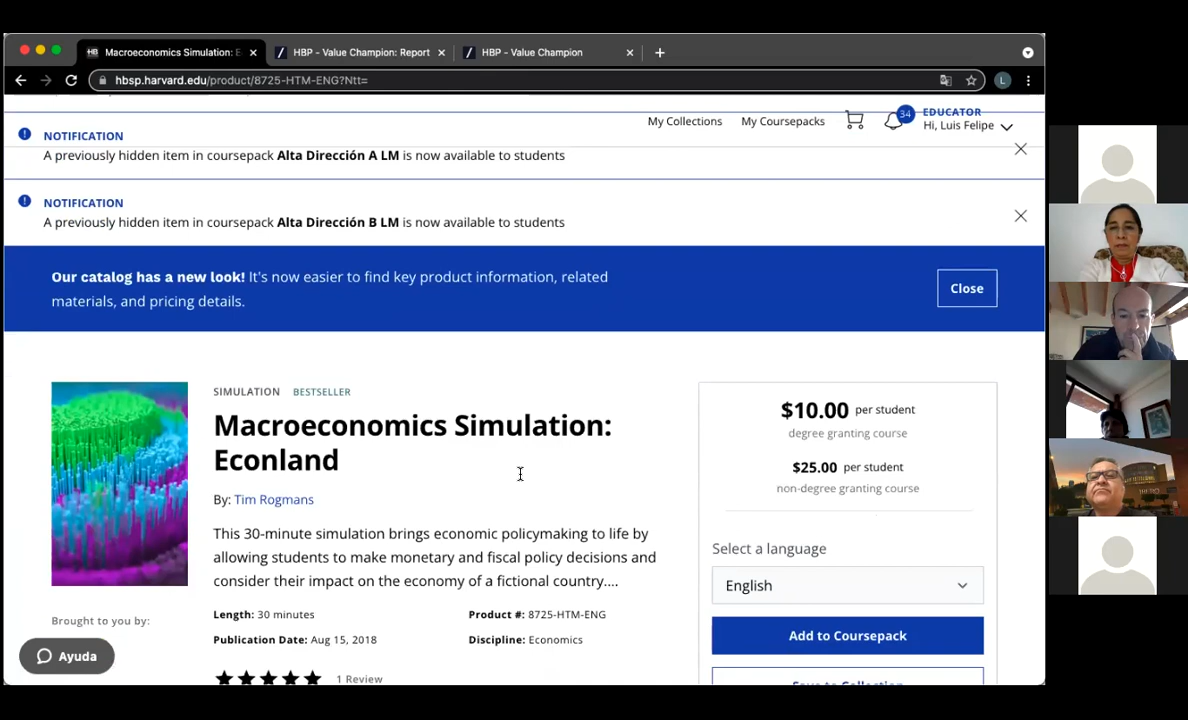 Macroeconomics Simulation: E
HBP - Value Champion: Report
HBP - Value Champion
hbsp.harvard.edu/product/8725-HTM-ENG?Ntt=
L
My Collections
My Coursepacks
34
EDUCATOR
Hi, Luis Felipe
NOTIFICATION
A previously hidden item in coursepack Alta Dirección A LM is now available to students
NOTIFICATION
A previously hidden item in coursepack Alta Dirección B LM is now available to students
Our catalog has a new look! It's now easier to find key product information, related
materials, and pricing details.
Close
SIMULATION BESTSELLER
Macroeconomics Simulation:
Econland
By: Tim Rogmans
This 30-minute simulation brings economic policymaking to life by
allowing students to make monetary and fiscal policy decisions and
consider their impact on the economy of a fictional country....
Length: 30 minutes
Product #: 8725-HTM-ENG
Publication Date: Aug 15, 2018
Discipline: Economics
1 Review
Brought to you by:
Ayuda
$10.00 per student
degree granting course
$25.00 per student
non-degree granting course
Select a language
English
Add to Coursepack
Save to Collection